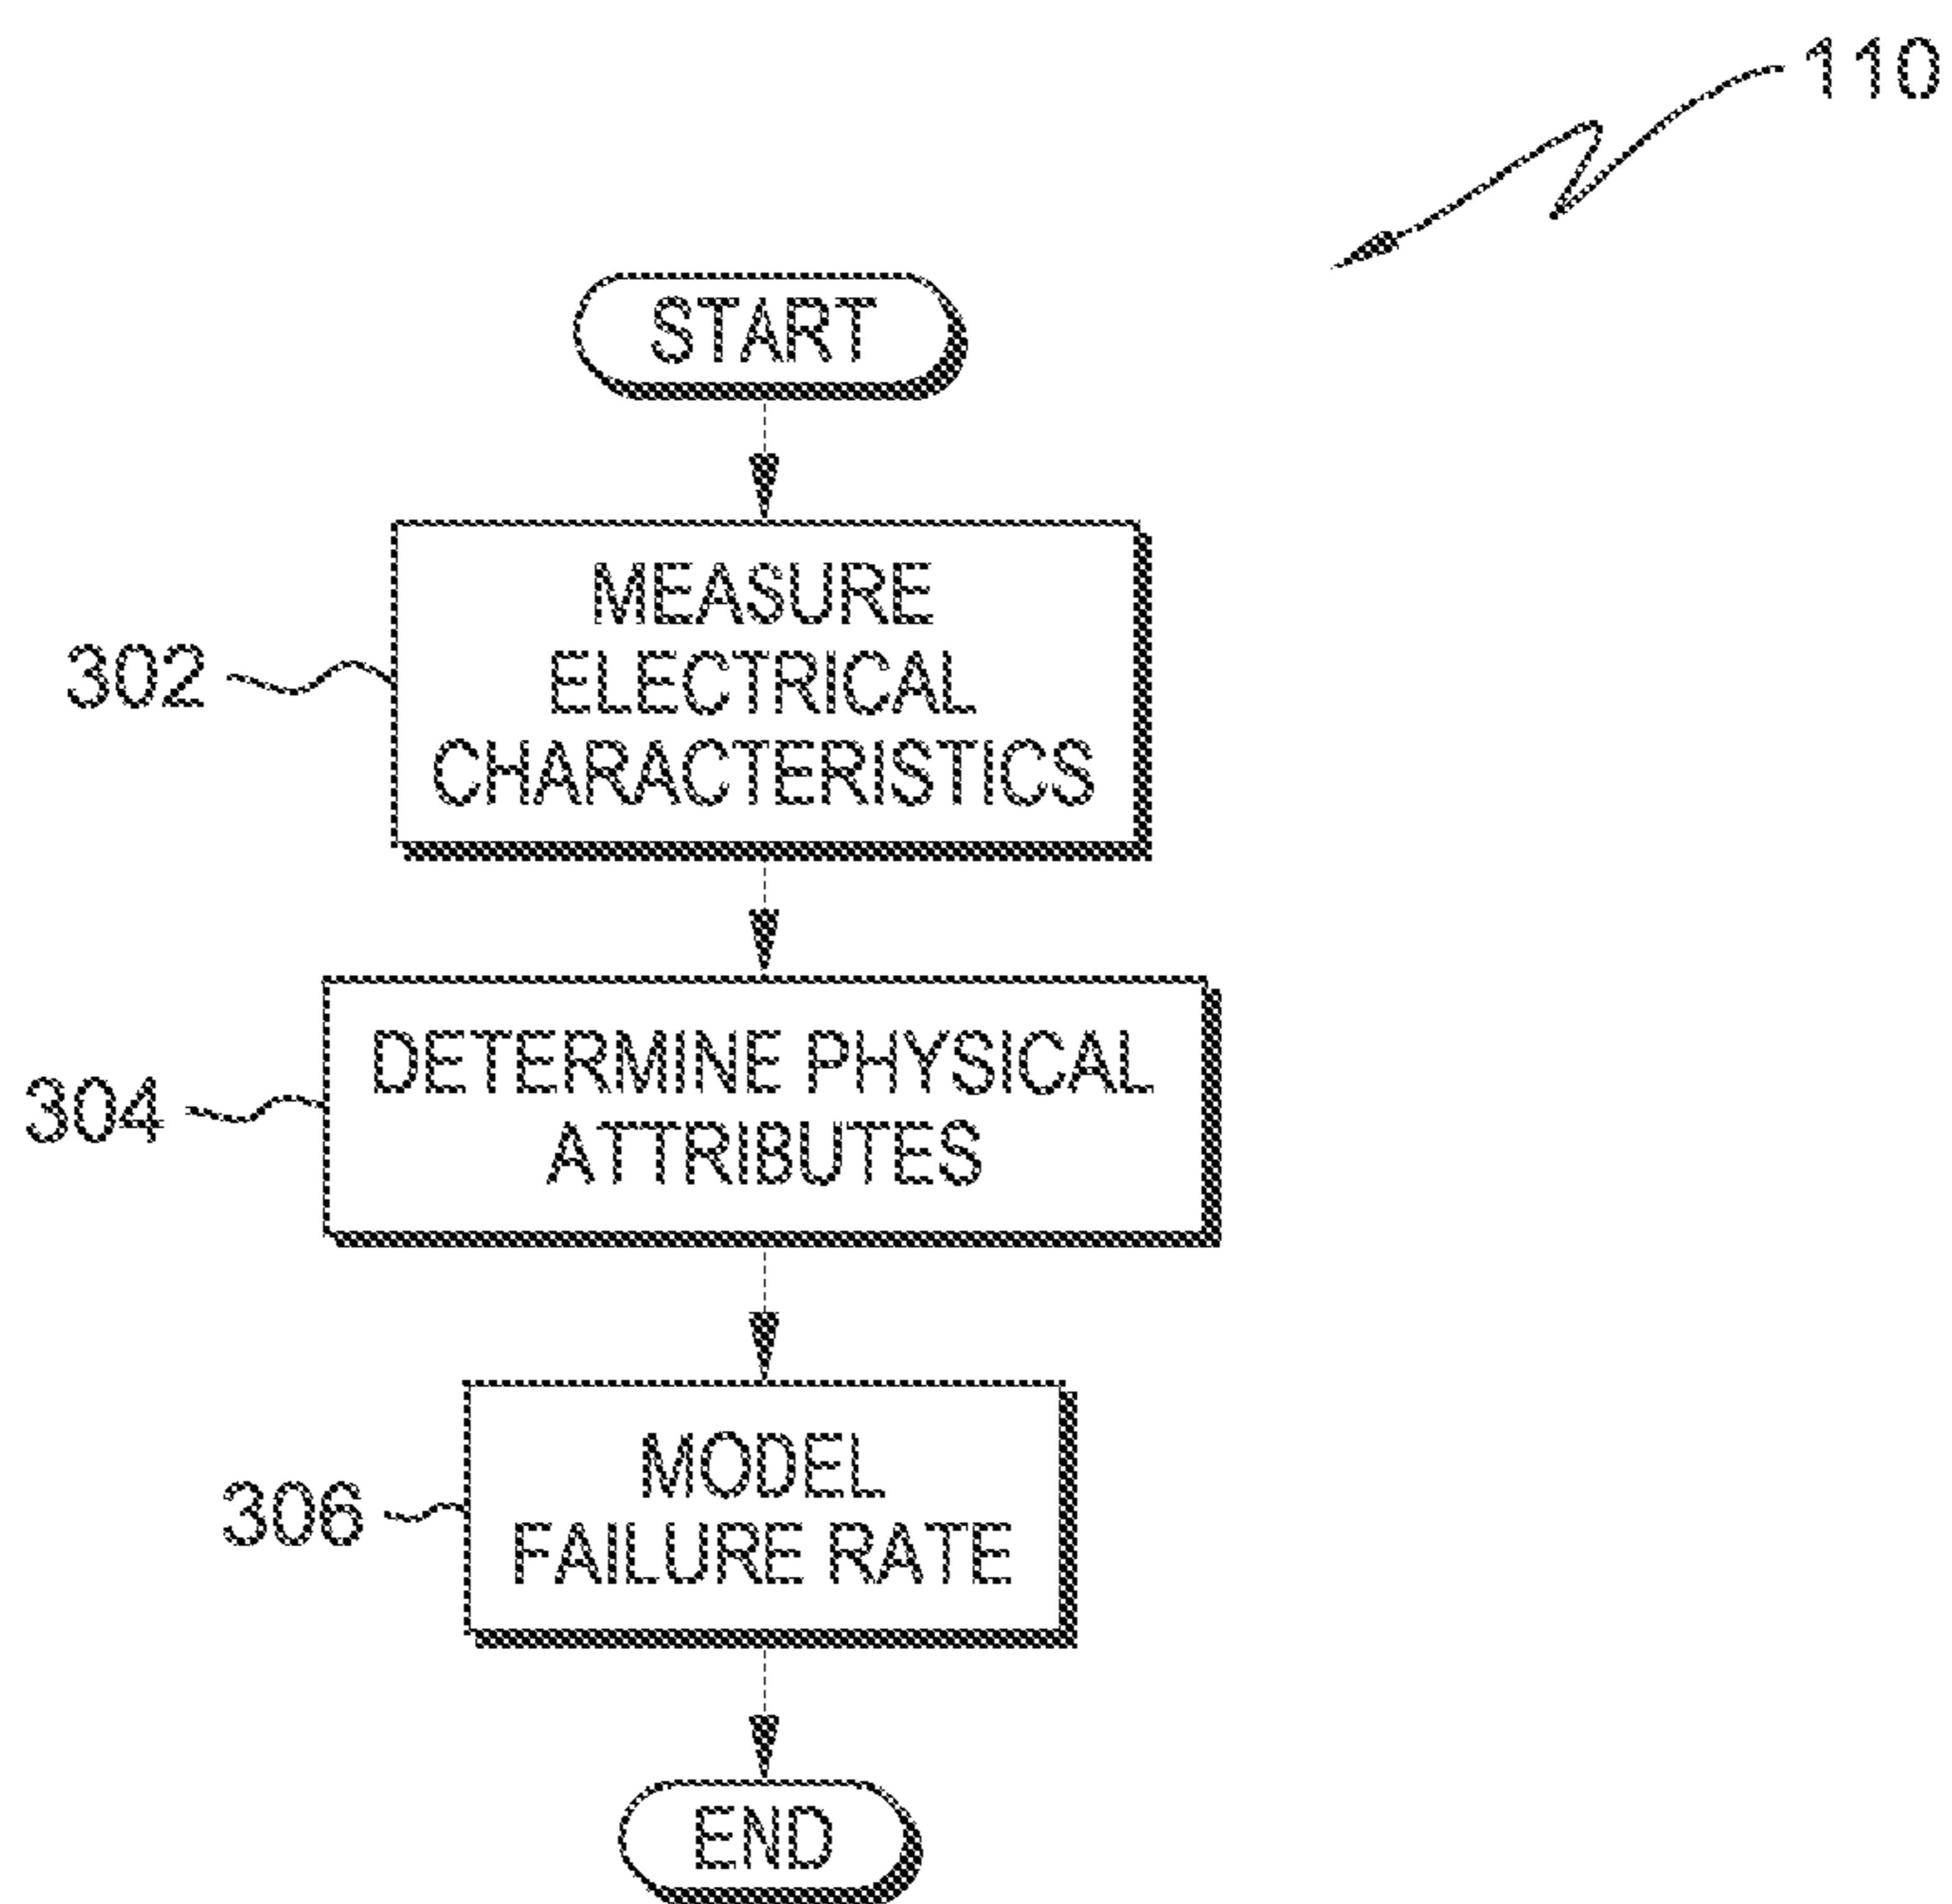 110
START
302
MEASURE
ELECTRICAL
CHARACTERISTICS
304
DETERMINE PHYSICAL
ATTRIBUTES
306
MODEL
FAILURE RATE
END